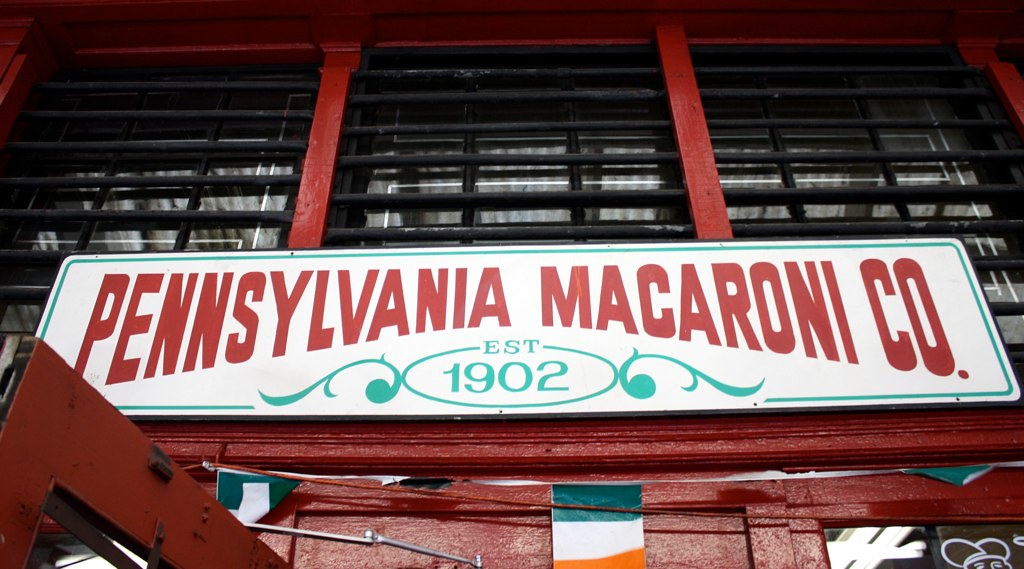 PENNSYLVANIA MACARONI CO.
EST
1902